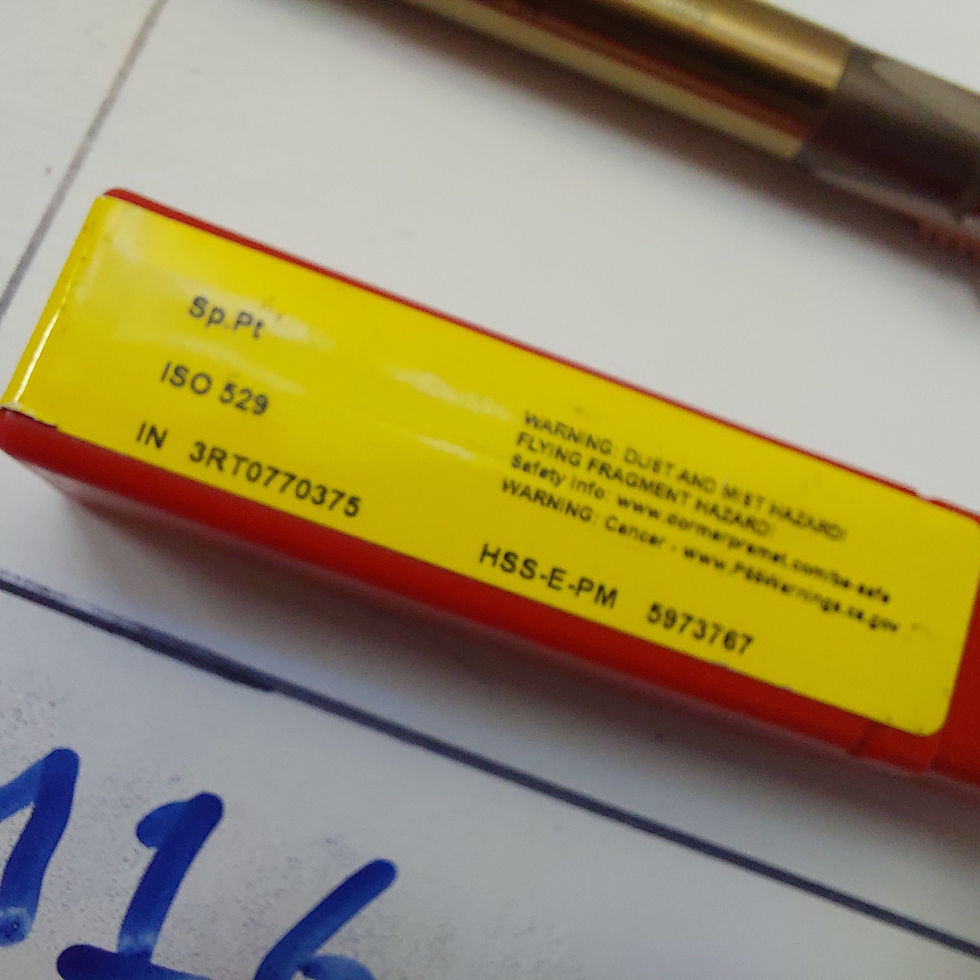 Sp.Pt
ISO 529
IN 3RT0770375
WARNING: DUST AND MIST HAZARD!
FLYING FRAGMENT HAZARD!
Safety info: www.dormerpramet.com/be-safe
WARNING: Cancer - www.P65Warnings.ca.gov
HSS-E-PM 5973767
M16